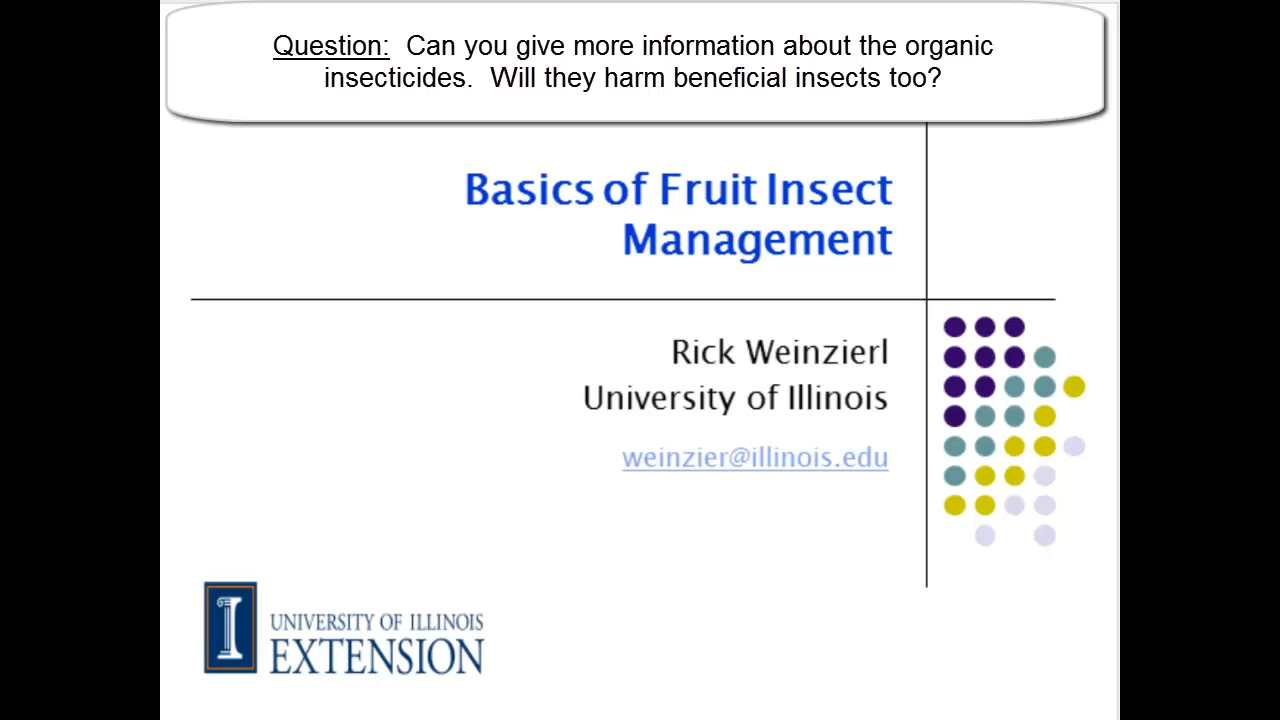 Question: Can you give more information about the organic
insecticides. Will they harm beneficial insects too?
Basics of Fruit Insect
Management
Rick Weinzierl
University of Illinois
weinzier@illinois.edu
I
UNIVERSITY OF ILLINOIS
EXTENSION